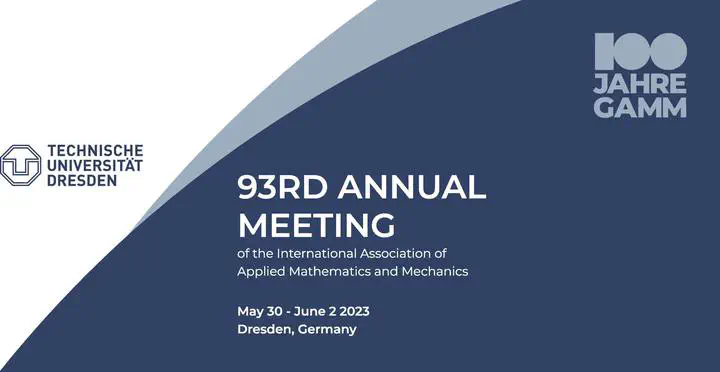 100
JAHRE
GAMM
TECHNISCHE
UNIVERSITÄT
DRESDEN
93RD ANNUAL
MEETING
of the International Association of
Applied Mathematics and Mechanics
May 30 - June 2 2023
Dresden, Germany